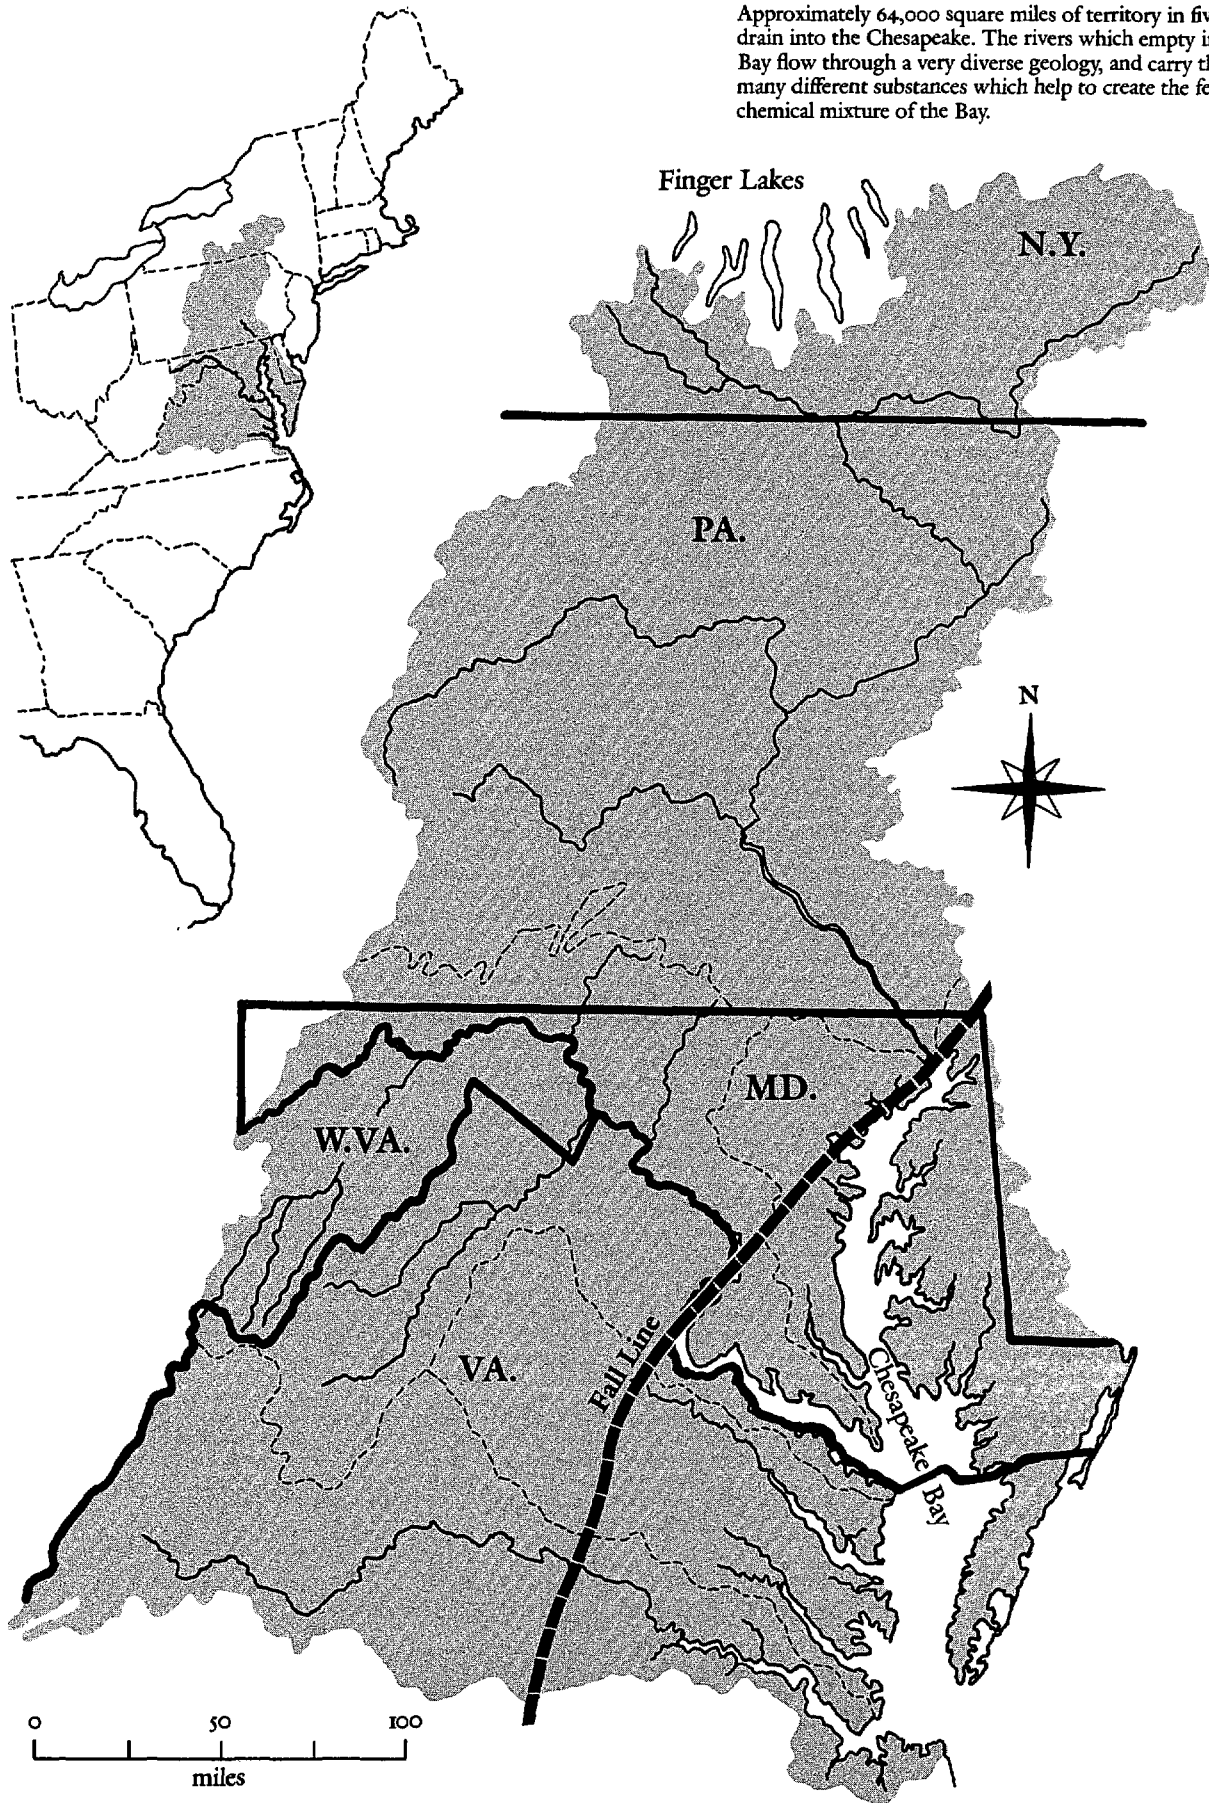 Approximately 64,000 square miles of territory in fiv
drain into the Chesapeake. The rivers which empty i
Bay flow through a very diverse geology, and carry th
many different substances which help to create the fe
chemical mixture of the Bay.
Finger Lakes
N.Y.
PA.
N
MD.
W.VA.
VA.
Fall Line
Chesapeake
Bay
0 50 100
miles